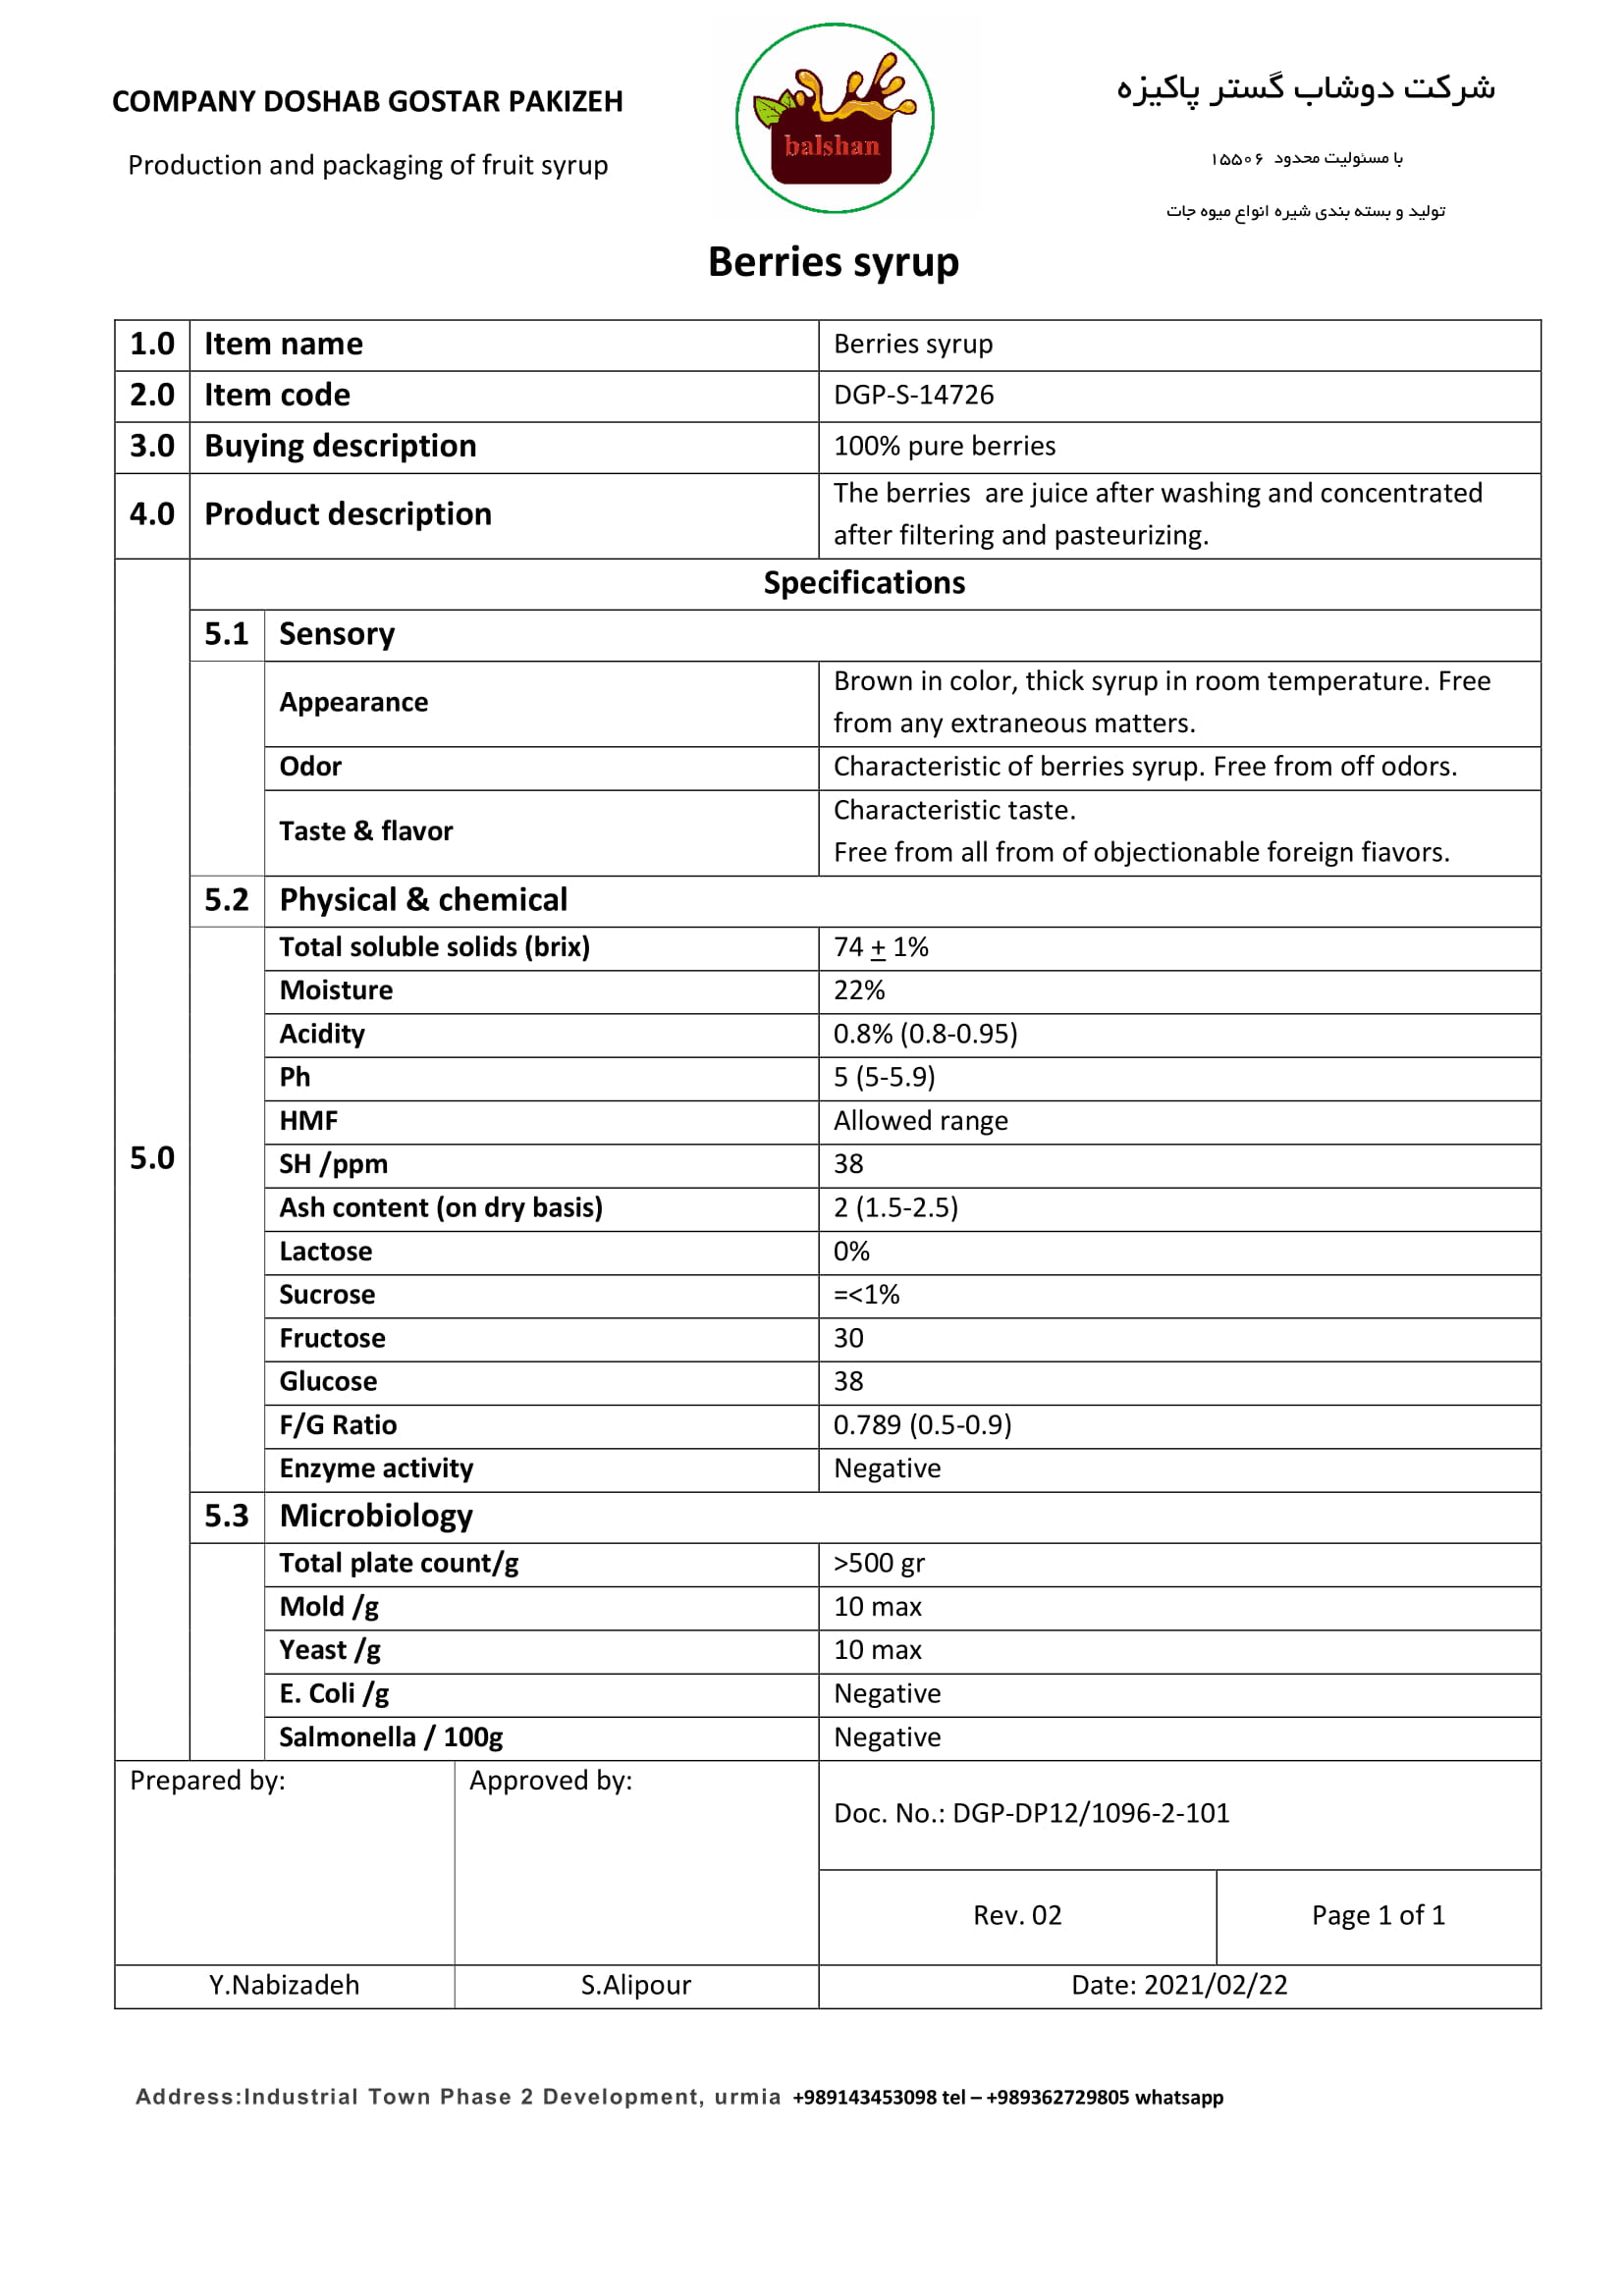 COMPANY DOSHAB GOSTAR PAKIZEH
Production and packaging of fruit syrup
balshan
شرکت دوشاب گستر پاکیزه
با مسئولیت محدود ۱۵۵۰۶
تولید و بسته بندی شیره انواع میوه جات
Berries syrup
1.0 Item name Berries syrup
2.0 Item code DGP-S-14726
3.0 Buying description 100% pure berries
4.0 Product description The berries  are juice after washing and concentrated
after filtering and pasteurizing.
5.0
Specifications
5.1 Sensory
Appearance Brown in color, thick syrup in room temperature. Free
from any extraneous matters.
Odor Characteristic of berries syrup. Free from off odors.
Taste & flavor Characteristic taste.
Free from all from of objectionable foreign fiavors.
5.2 Physical & chemical
Total soluble solids (brix) 74 ± 1%
Moisture 22%
Acidity 0.8% (0.8-0.95)
Ph 5 (5-5.9)
HMF Allowed range
SH /ppm 38
Ash content (on dry basis) 2 (1.5-2.5)
Lactose 0%
Sucrose =<1%
Fructose 30
Glucose 38
F/G Ratio 0.789 (0.5-0.9)
Enzyme activity Negative
5.3 Microbiology
Total plate count/g >500 gr
Mold /g 10 max
Yeast /g 10 max
E. Coli /g Negative
Salmonella / 100g Negative
Prepared by: Approved by:
Doc. No.: DGP-DP12/1096-2-101
Rev. 02 Page 1 of 1
Y.Nabizadeh S.Alipour Date: 2021/02/22
Address:Industrial Town Phase 2 Development, urmia +989143453098 tel – +989362729805 whatsapp